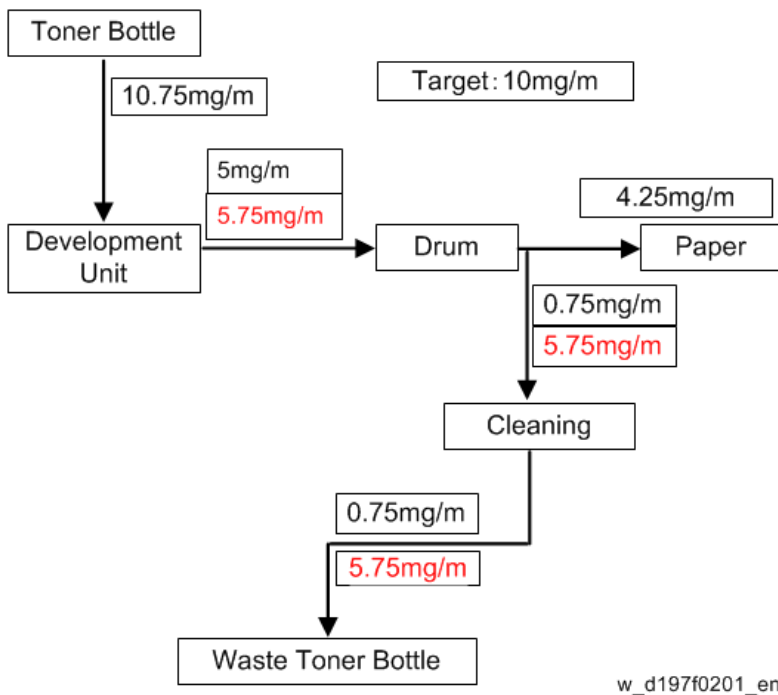 Toner Bottle
10.75mg/m
Target: 10mg/m
5mg/m
5.75mg/m
4.25mg/m
Development
Unit
Drum
Paper
0.75mg/m
5.75mg/m
Cleaning
0.75mg/m
5.75mg/m
Waste Toner Bottle
w_d197f0201_en